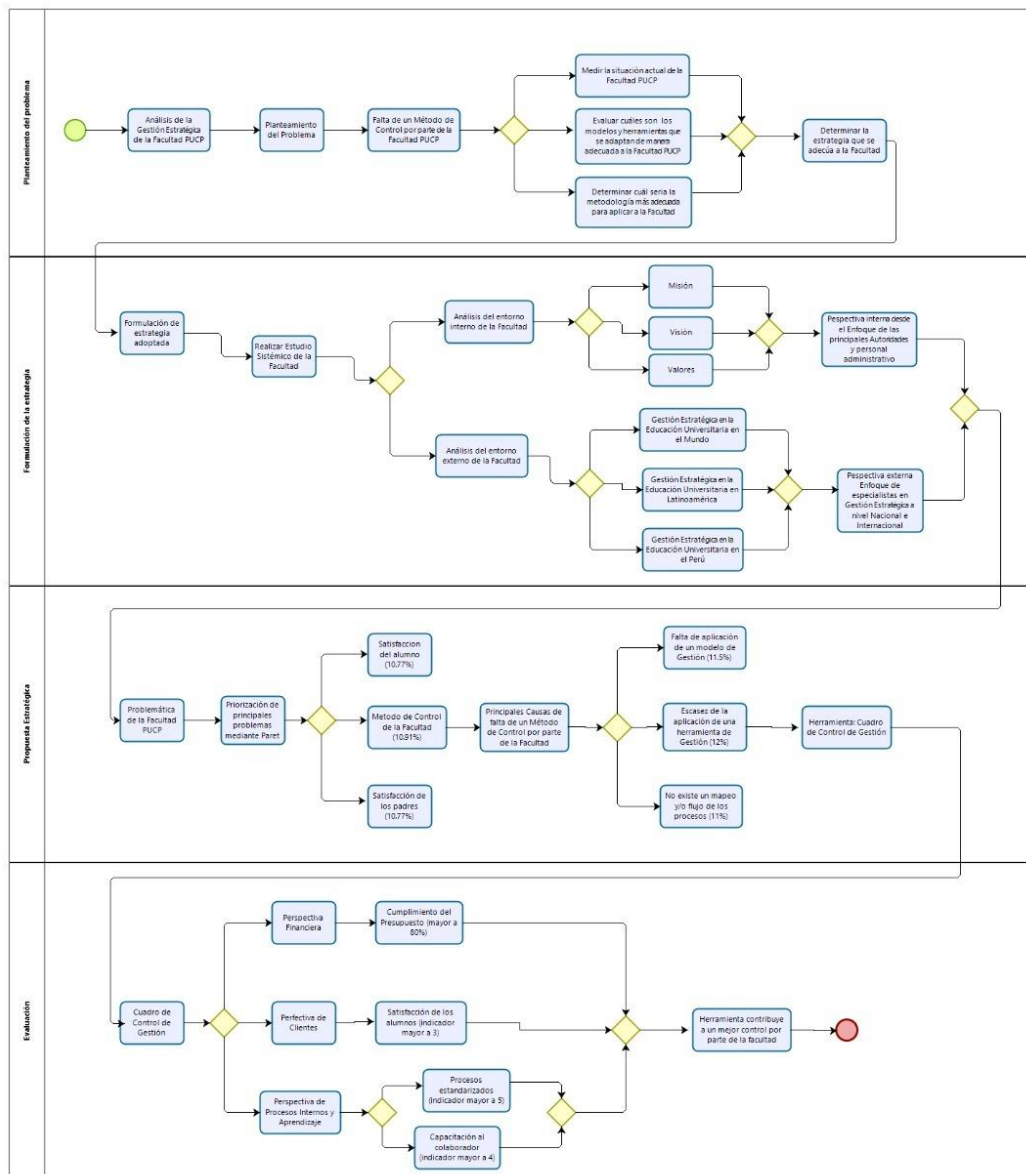 Planteamiento del problema
Análisis de la
Gestión Estratégica
de la Facultad PUCP
Planteamiento
del Problema
Falta de un Método de
Control por parte de la
Facultad PUCP
Medir la situación actual de la
Facultad PUCP
Evaluar cuáles son los
modelos y herramientas que
se adaptan de manera
adecuada a la Facultad PUCP
Determinar cuál seria la
metodología más adecuada
para aplicar a la Facultad
Determinar la
estrategia que se
adecúa a la Facultad
Formulación de la estrategia
Formulación de
estrategia
adoptada
Realizar Estudio
Sistémico de la
Facultad
Análisis del entorno
interno de la Facultad
Misión
Visión
Valores
Pespectiva interna desde
el Enfoque de las
principales Autoridades
y personal
administrativo
Análisis del entorno
externo de la Facultad
Gestión Estratégica en la
Educación Universitaria en
el Mundo
Gestión Estratégica en la
Educación Universitaria en
Latinoamérica
Gestión Estratégica en la
Educación Universitaria en
el Perú
Pespectiva externa
Enfoque de
especialistas en
Gestión Estratégica a
nivel Nacional e
Internacional
Propuesta Estratégica
Problemática
de la Facultad
PUCP
Priorización de
principales
problemas
mediante Paret
Satisfaccion
del alumno
(10.77%)
Metodo de Control
de la Facultad
(10.91%)
Satisfacción de
los padres
(10.77%)
Principales Causas de
falta de un Método
de Control por parte
de la Facultad
Falta de aplicación
de un modelo de
Gestión (11.5%)
Escasez de la
aplicación de una
herramienta de
Gestión (12%)
No existe un mapeo
y/o flujo de los
procesos (11%)
Herramienta: Cuadro
de Control de Gestión
Evaluación
Cuadro de
Control de
Gestión
Perspectiva
Financiera
Cumplimiento del
Presupuesto (mayor a
80%)
Perfectiva de
Clientes
Satisfacción de los
alumnos (indicador
mayor a 3)
Perspectiva de
Procesos Internos y
Aprendizaje
Procesos
estandarizados
(indicador mayor a 5)
Capacitación al
colaborador
(indicador mayor a 4)
Herramienta contribuye
a un mejor control por
parte de la facultad